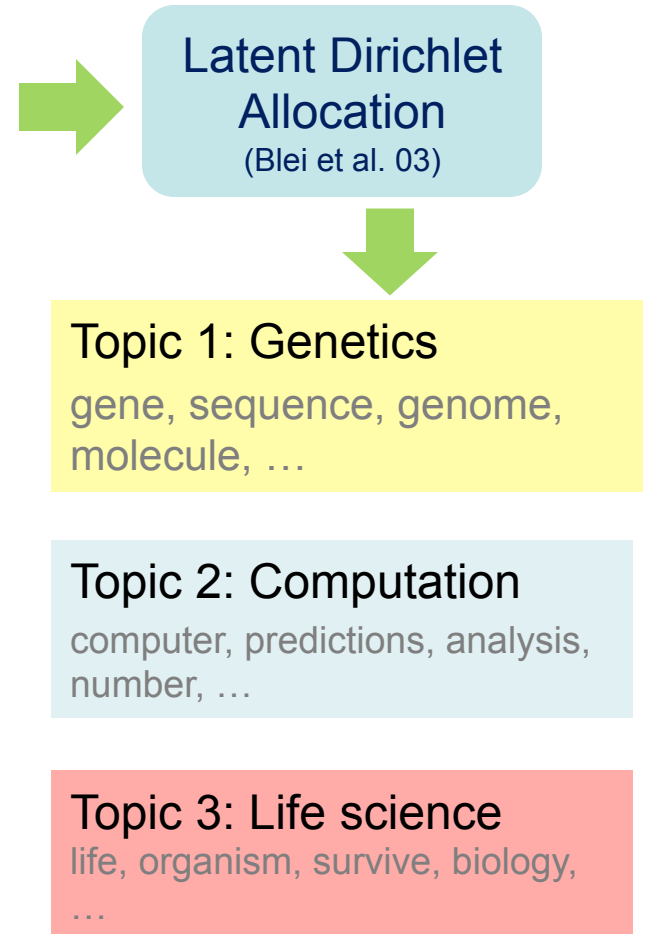 Latent Dirichlet
Allocation
(Blei et al. 03)
Topic 1: Genetics
gene, sequence, genome,
molecule, …
Topic 2: Computation
computer, predictions, analysis,
number, …
Topic 3: Life science
life, organism, survive, biology,
…